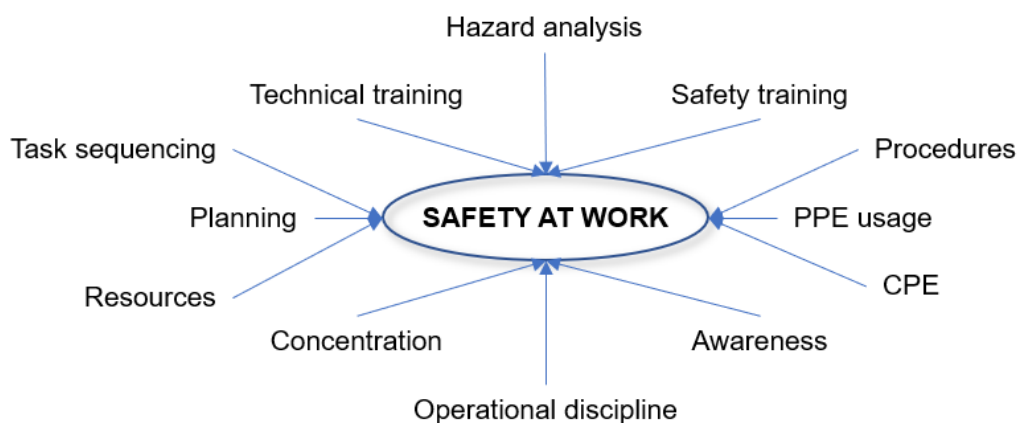 Hazard analysis
Technical training
Safety training
Task sequencing
Procedures
Planning
SAFETY AT WORK
PPE usage
Resources
CPE
Concentration
Awareness
Operational discipline